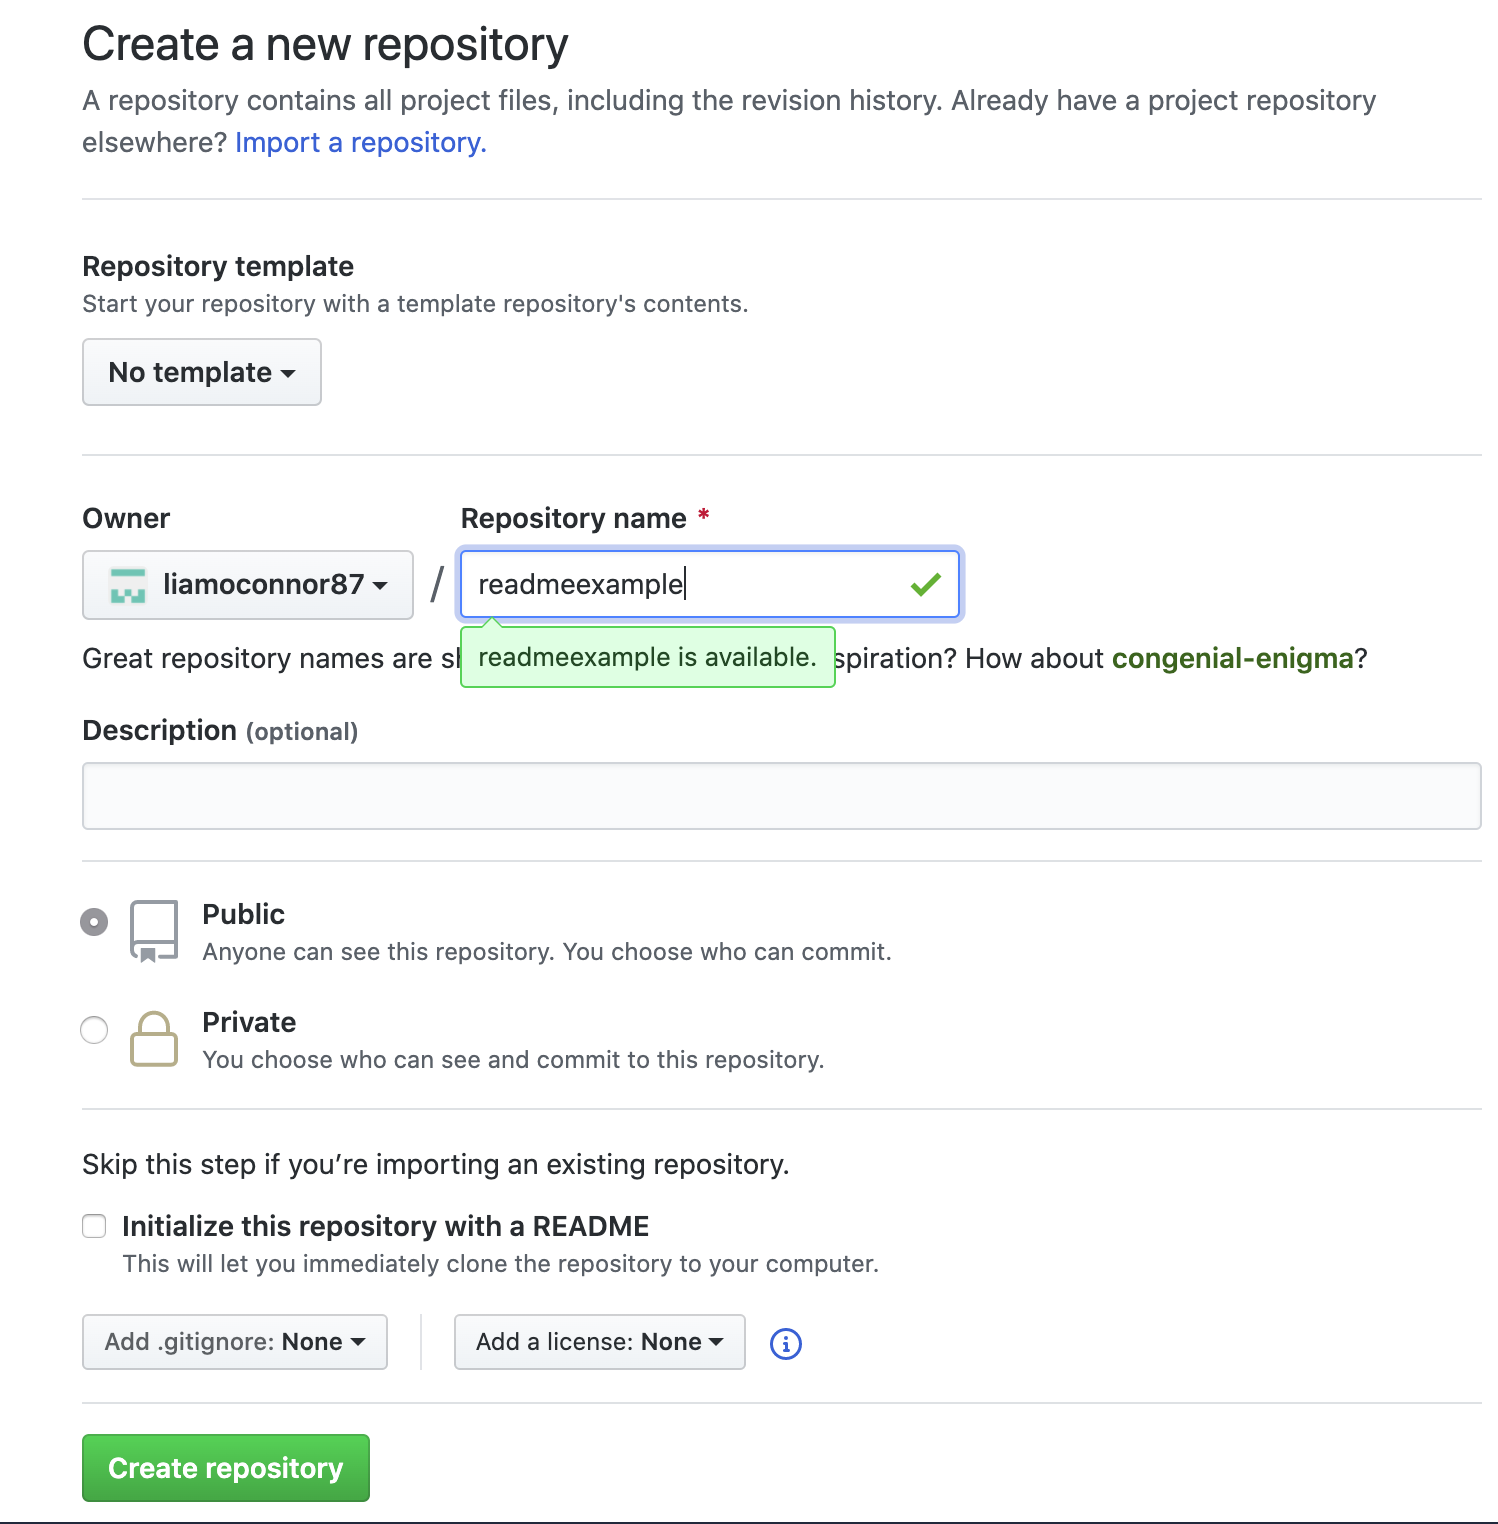 Create a new repository
A repository contains all project files, including the revision history. Already have a project repository
elsewhere? Import a repository.
Repository template
Start your repository with a template repository's contents.
No template
Owner
Repository name *
liamoconnor87
/
readmeexample
Great repository names are sh
readmeexample is available.
spiration? How about congenial-enigma?
Description (optional)
Public
Anyone can see this repository. You choose who can commit.
Private
You choose who can see and commit to this repository.
Skip this step if you’re importing an existing repository.
Initialize this repository with a README
This will let you immediately clone the repository to your computer.
Add .gitignore: None
Add a license: None
Create repository